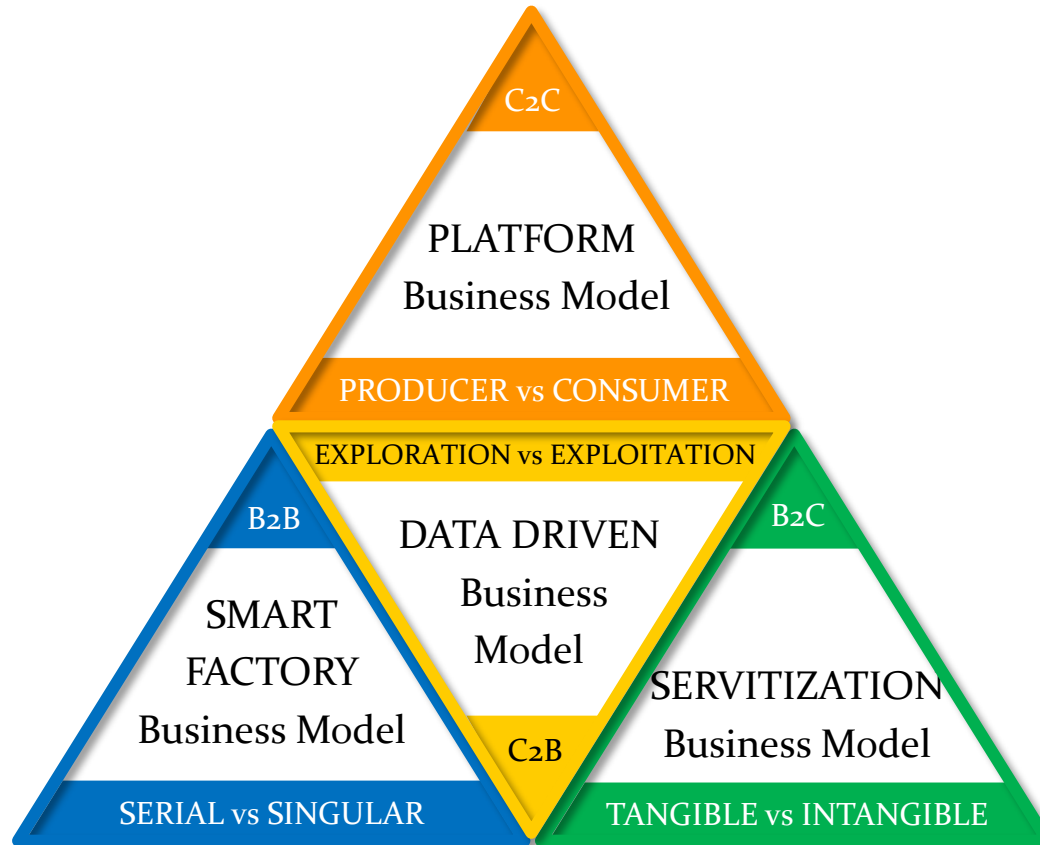 C2C
PLATFORM
Business Model
PRODUCER vs CONSUMER
EXPLORATION vs EXPLOITATION
DATA DRIVEN
Business
Model
C2B
B2B
SMART
FACTORY
Business Model
SERIAL vs SINGULAR
B2C
SERVITIZATION
Business Model
TANGIBLE vs INTANGIBLE